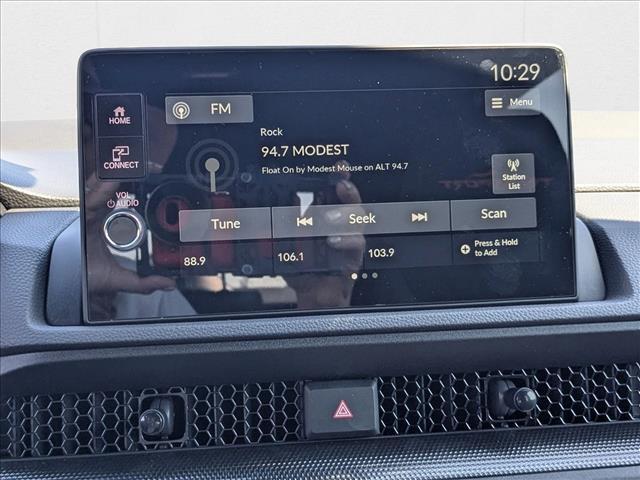 10:29
HOME
FM
Menu
Rock
94.7 MODEST
Float On by Modest Mouse on ALT 94.7
CONNECT
Station
List
VOL
AUDIO
Tune
Seek
Scan
88.9
106.1
103.9
Press & Hold
to Add